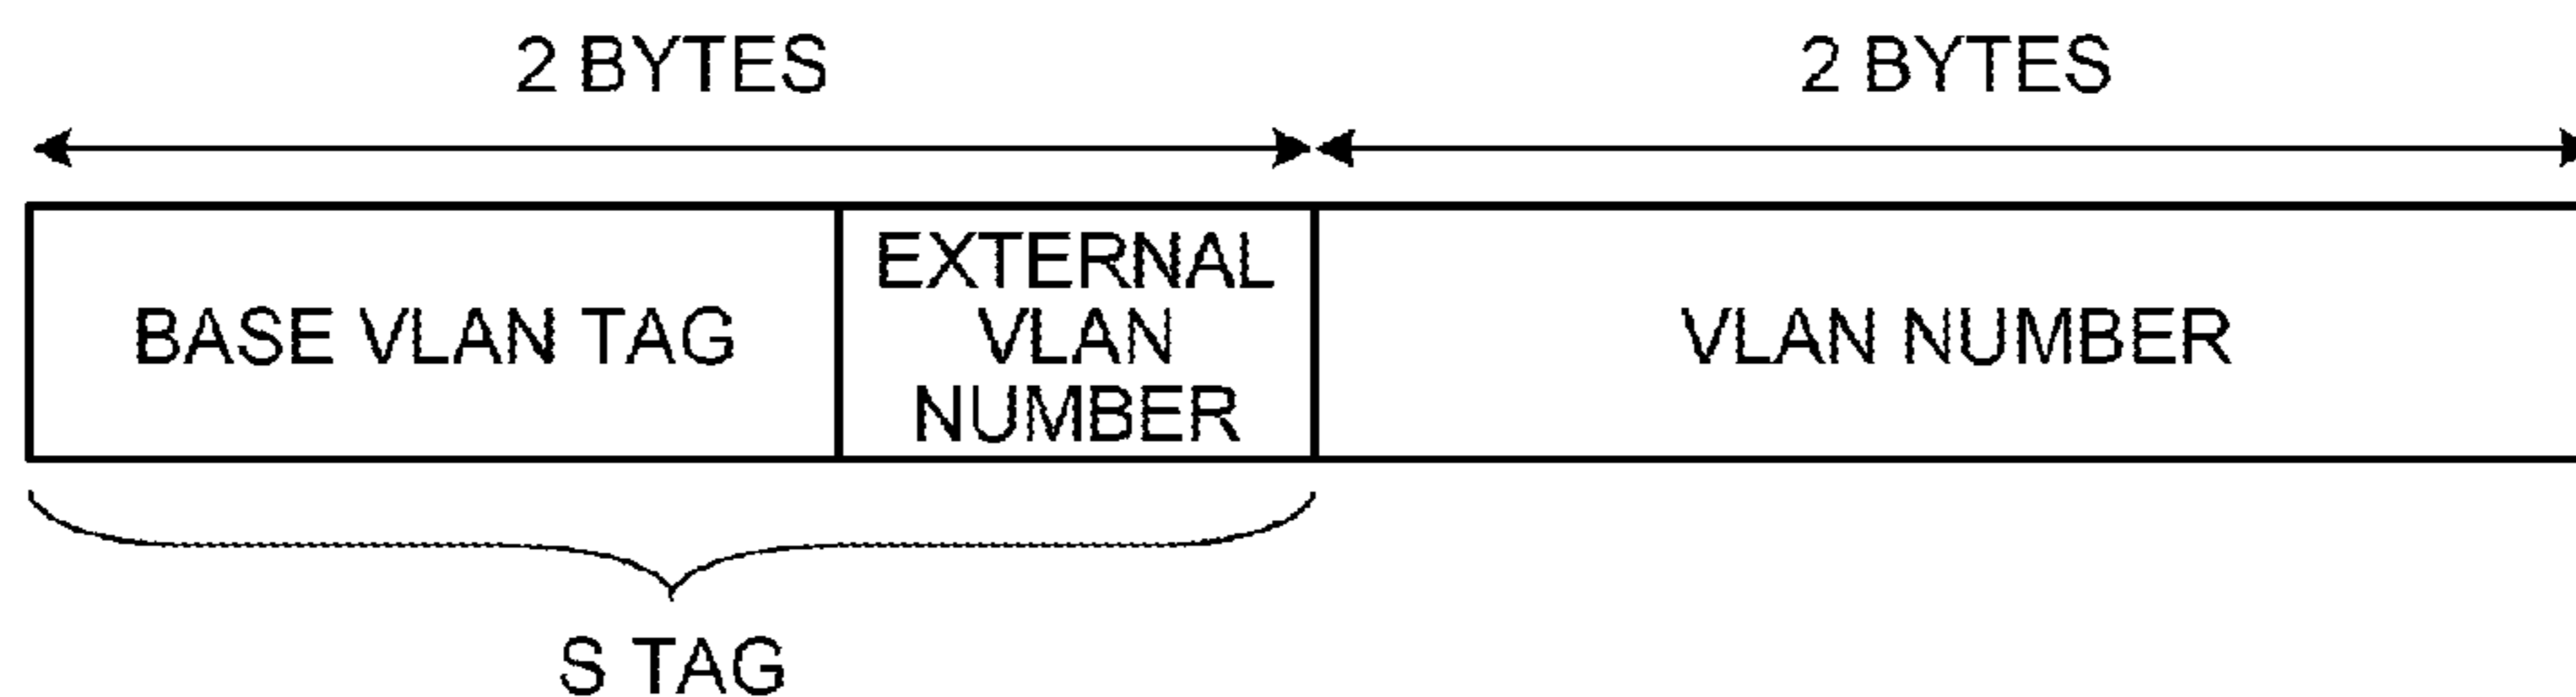 2 BYTES
2 BYTES
BASE VLAN TAG
EXTERNAL
VLAN
NUMBER
VLAN NUMBER
S TAG